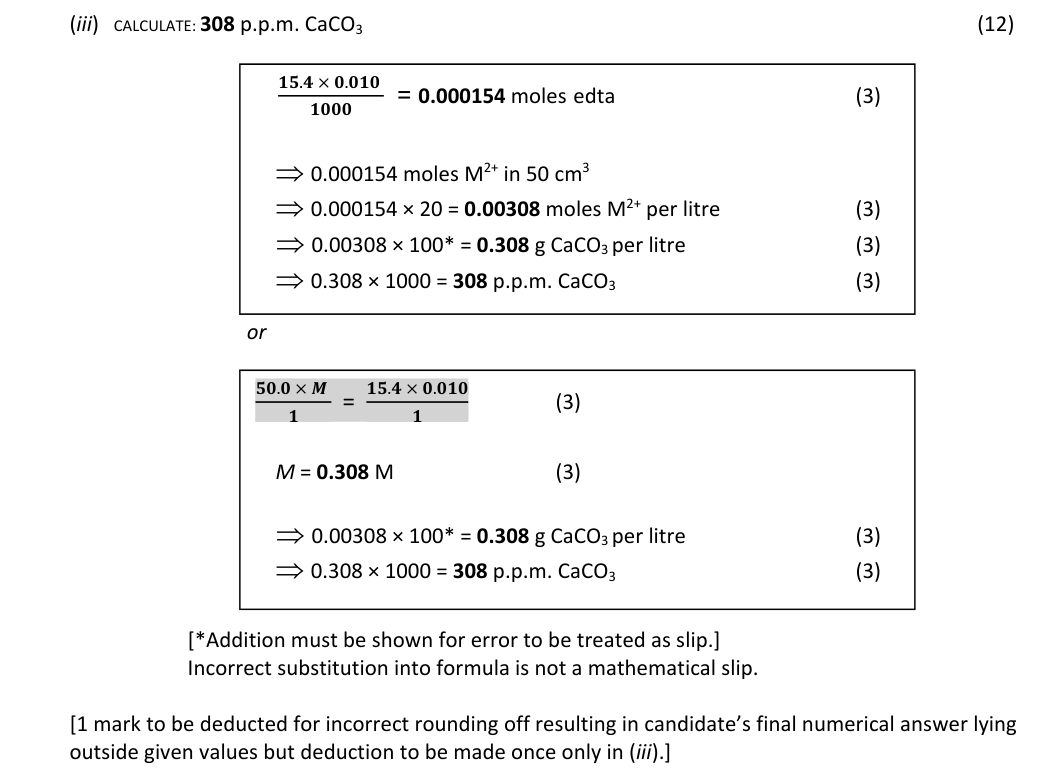 (iii) CALCULATE: 308 p.p.m. CaCO₃ (12)
15.4 × 0.010
1000
= 0.000154 moles edta (3)
⟹ 0.000154 moles M²⁺ in 50 cm³
⟹ 0.000154 × 20 = 0.00308 moles M²⁺ per litre (3)
⟹ 0.00308 × 100* = 0.308 g CaCO₃ per litre (3)
⟹ 0.308 × 1000 = 308 p.p.m. CaCO₃ (3)
or
50.0 × M = 15.4 × 0.010 (3)
1 1
M = 0.308 M (3)
⟹ 0.00308 × 100* = 0.308 g CaCO₃ per litre (3)
⟹ 0.308 × 1000 = 308 p.p.m. CaCO₃ (3)
[*Addition must be shown for error to be treated as slip.]
Incorrect substitution into formula is not a mathematical slip.
[1 mark to be deducted for incorrect rounding off resulting in candidate’s final numerical answer lying
outside given values but deduction to be made once only in (iii).]